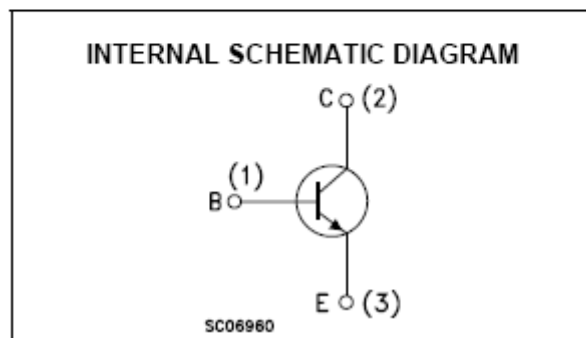 INTERNAL SCHEMATIC DIAGRAM
C (2)
(1)
B
E (3)
SC06960